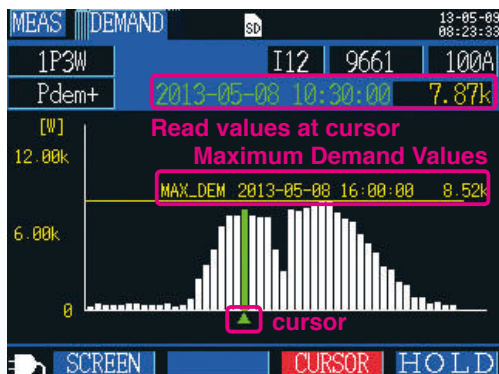 MEAS DEMAND SD 13-05-09
08:23:33
1P3W I12 9661 100A
Pdem+ 2013-05-08 10:30:00 7.87k
[W] Read values at cursor
12.00k Maximum Demand Values
MAX_DEM 2013-05-08 16:00:00 8.52k
6.00k
0
cursor
SCREEN CURSOR HOLD